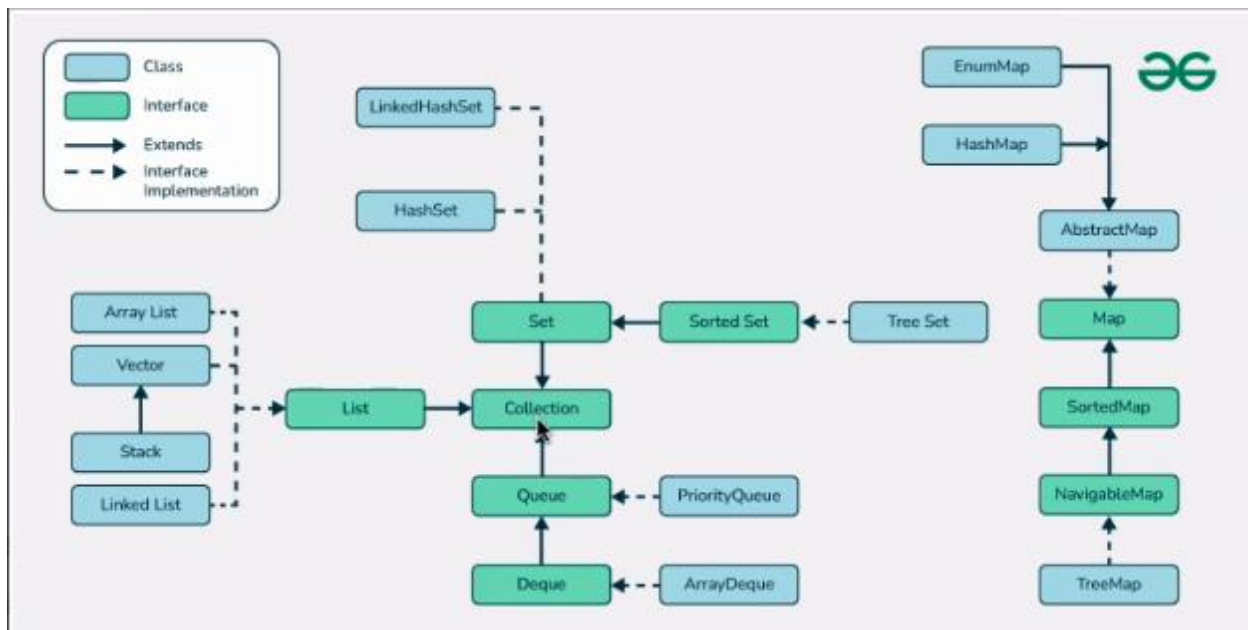 Class
Interface
Extends
Interface
Implementation
EnumMap
HashMap
LinkedHashSet
HashSet
AbstractMap
Array List
Vector
Stack
Linked List
Set
Sorted Set
Tree Set
Map
List
Collection
SortedMap
Queue
PriorityQueue
NavigableMap
Deque
ArrayDeque
TreeMap